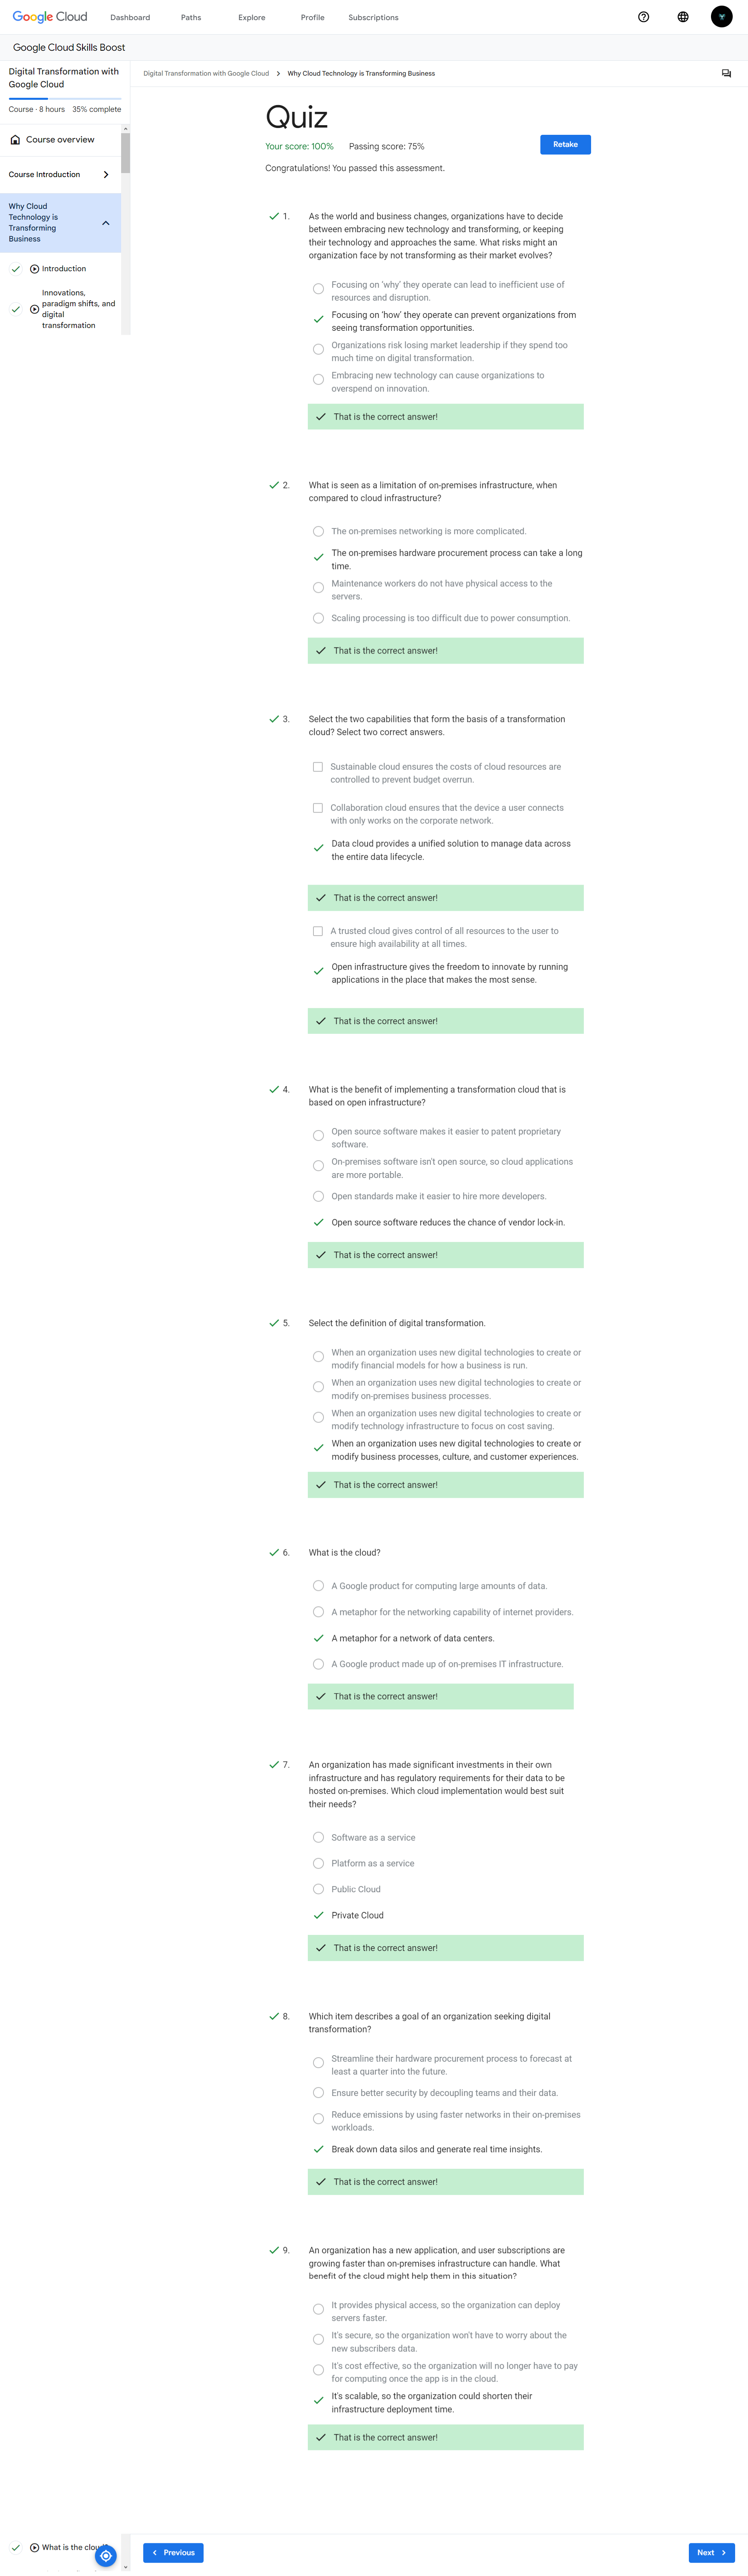 Google Cloud
Dashboard
Paths
Explore
Profile
Subscriptions
Google Cloud Skills Boost
Digital Transformation with
Google Cloud
Course · 8 hours 35% complete
Course overview
Course Introduction
Why Cloud
Technology is
Transforming
Business
Introduction
Innovations,
paradigm shifts, and
digital
transformation
Digital Transformation with Google Cloud > Why Cloud Technology is Transforming Business
Quiz
Your score: 100% Passing score: 75%
Retake
Congratulations! You passed this assessment.
1. As the world and business changes, organizations have to decide
between embracing new technology and transforming, or keeping
their technology and approaches the same. What risks might an
organization face by not transforming as their market evolves?
Focusing on 'why' they operate can lead to inefficient use of
resources and disruption.
Focusing on 'how' they operate can prevent organizations from
seeing transformation opportunities.
Organizations risk losing market leadership if they spend too
much time on digital transformation.
Embracing new technology can cause organizations to
overspend on innovation.
That is the correct answer!
2. What is seen as a limitation of on-premises infrastructure, when
compared to cloud infrastructure?
The on-premises networking is more complicated.
The on-premises hardware procurement process can take a long
time.
Maintenance workers do not have physical access to the
servers.
Scaling processing is too difficult due to power consumption.
That is the correct answer!
3. Select the two capabilities that form the basis of a transformation
cloud? Select two correct answers.
Sustainable cloud ensures the costs of cloud resources are
controlled to prevent budget overrun.
Collaboration cloud ensures that the device a user connects
with only works on the corporate network.
Data cloud provides a unified solution to manage data across
the entire data lifecycle.
That is the correct answer!
A trusted cloud gives control of all resources to the user to
ensure high availability at all times.
Open infrastructure gives the freedom to innovate by running
applications in the place that makes the most sense.
That is the correct answer!
4. What is the benefit of implementing a transformation cloud that is
based on open infrastructure?
Open source software makes it easier to patent proprietary
software.
On-premises software isn't open source, so cloud applications
are more portable.
Open standards make it easier to hire more developers.
Open source software reduces the chance of vendor lock-in.
That is the correct answer!
5. Select the definition of digital transformation.
When an organization uses new digital technologies to create or
modify financial models for how a business is run.
When an organization uses new digital technologies to create or
modify on-premises business processes.
When an organization uses new digital technologies to create or
modify technology infrastructure to focus on cost saving.
When an organization uses new digital technologies to create or
modify business processes, culture, and customer experiences.
That is the correct answer!
6. What is the cloud?
A Google product for computing large amounts of data.
A metaphor for the networking capability of internet providers.
A metaphor for a network of data centers.
A Google product made up of on-premises IT infrastructure.
That is the correct answer!
7. An organization has made significant investments in their own
infrastructure and has regulatory requirements for their data to be
hosted on-premises. Which cloud implementation would best suit
their needs?
Software as a service
Platform as a service
Public Cloud
Private Cloud
That is the correct answer!
8. Which item describes a goal of an organization seeking digital
transformation?
Streamline their hardware procurement process to forecast at
least a quarter into the future.
Ensure better security by decoupling teams and their data.
Reduce emissions by using faster networks in their on-premises
workloads.
Break down data silos and generate real time insights.
That is the correct answer!
9. An organization has a new application, and user subscriptions are
growing faster than on-premises infrastructure can handle. What
benefit of the cloud might help them in this situation?
It provides physical access, so the organization can deploy
servers faster.
It's secure, so the organization won't have to worry about the
new subscribers data.
It's cost effective, so the organization will no longer have to pay
for computing once the app is in the cloud.
It's scalable, so the organization could shorten their
infrastructure deployment time.
That is the correct answer!
What is the cloud?
Previous
Next